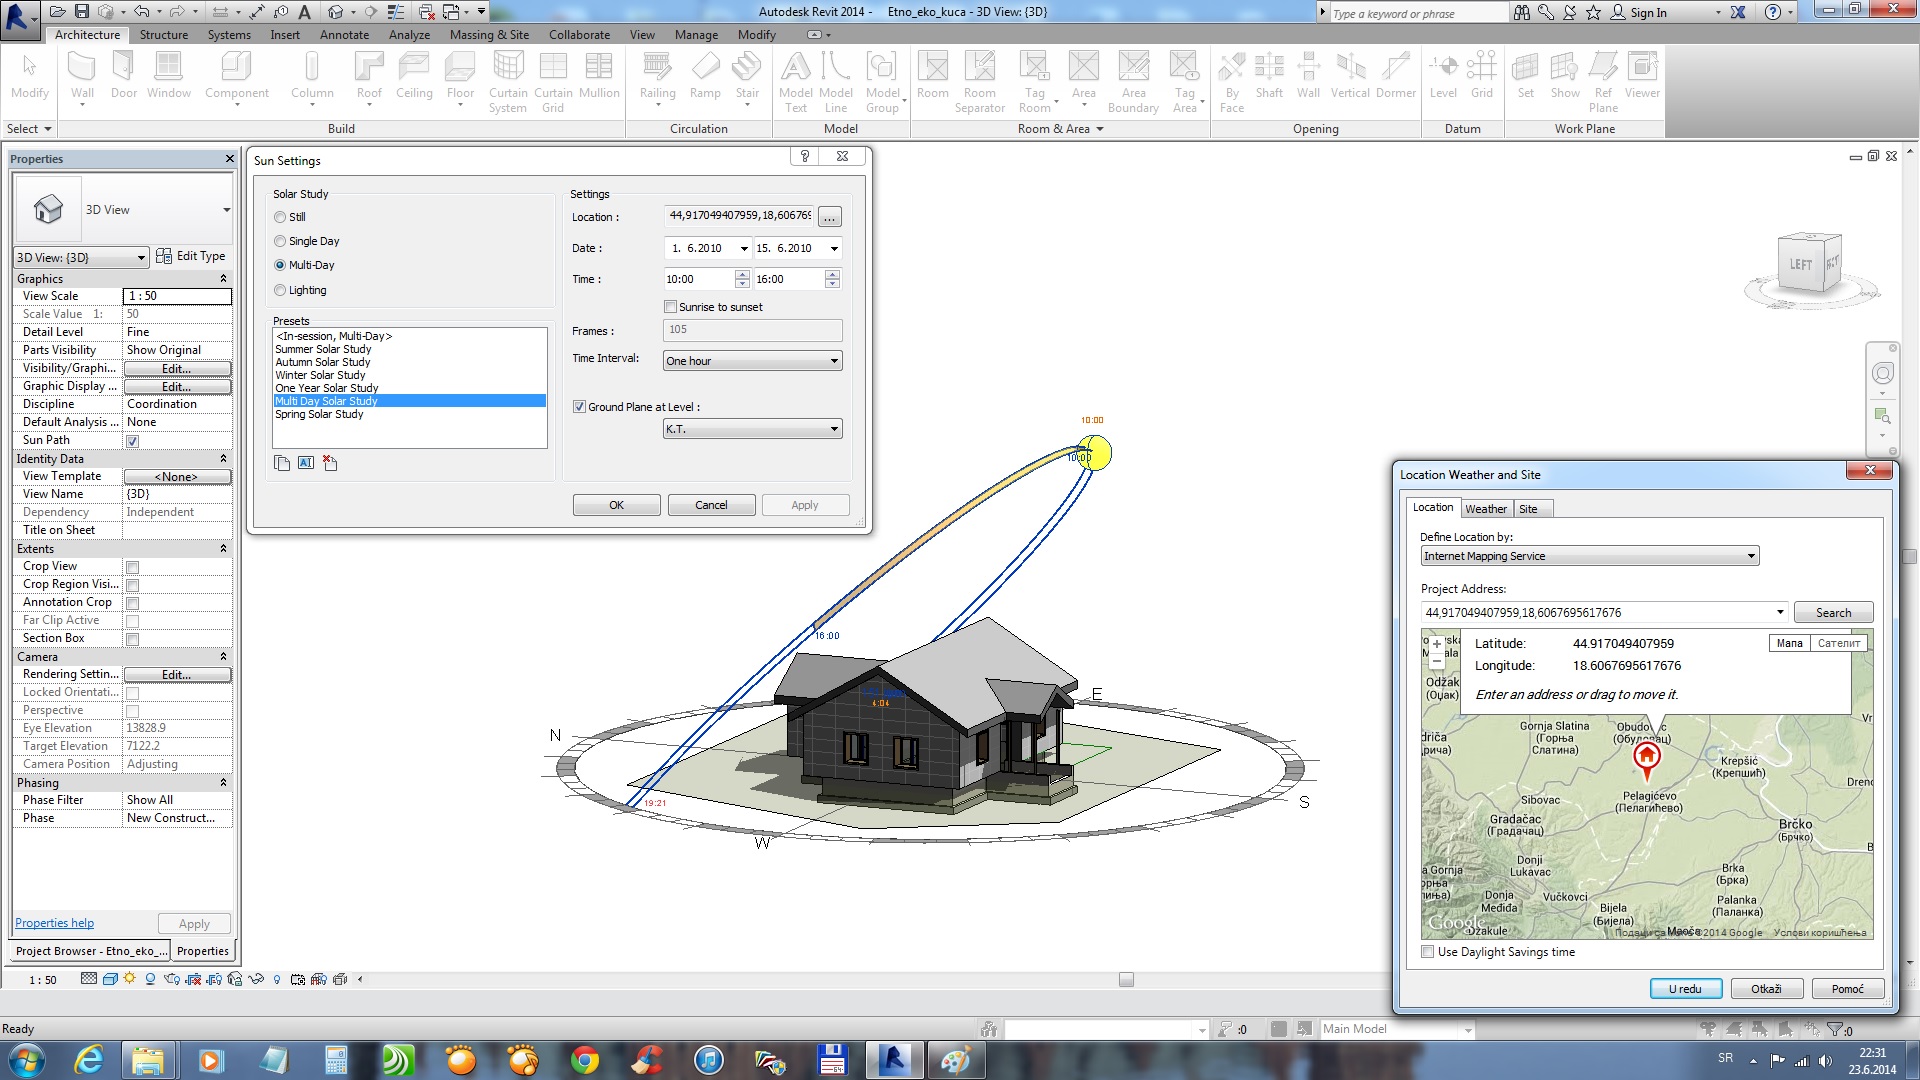 Autodesk Revit 2014 - Etno_eko_kuca - 3D View: {3D}
Type a keyword or phrase
Sign In
Architecture Structure Systems Insert Annotate Analyze Massing & Site Collaborate View Manage Modify
Modify Wall Door Window Component Column Roof Ceiling Floor Curtain System Curtain Grid Mullion Railing Ramp Stair Model Text Model Line Model Group Room Room Separator Tag Room Area Area Boundary Tag Area By Face Shaft Wall Vertical Dormer Level Grid Set Show Ref Plane Viewer
Select Build Circulation Model Room & Area Opening Datum Work Plane
Properties
3D View
3D View: {3D} Edit Type
Graphics
View Scale 1 : 50
Scale Value 1: 50
Detail Level Fine
Parts Visibility Show Original
Visibility/Graphi... Edit...
Graphic Display ... Edit...
Discipline Coordination
Default Analysis ... None
Sun Path
Identity Data
View Template <None>
View Name {3D}
Dependency Independent
Title on Sheet
Extents
Crop View
Crop Region Visi...
Annotation Crop
Far Clip Active
Section Box
Camera
Rendering Settin... Edit...
Locked Orientati...
Perspective
Eye Elevation 13828.9
Target Elevation 7122.2
Camera Position Adjusting
Phasing
Phase Filter Show All
Phase New Construct...
Properties help Apply
Project Browser - Etno_eko_... Properties
Sun Settings
Solar Study
Still
Single Day
Multi-Day
Lighting
Presets
<In-session, Multi-Day>
Summer Solar Study
Autumn Solar Study
Winter Solar Study
One Year Solar Study
Multi Day Solar Study
Spring Solar Study
Settings
Location : 44,917049407959,18,606769 ...
Date : 1. 6.2010 15. 6.2010
Time : 10:00 16:00
Sunrise to sunset
Frames : 105
Time Interval: One hour
Ground Plane at Level :
K.T.
OK Cancel Apply
10:00
10:00
16:00
4:04
19:21
N
E
S
W
LEFT
Location Weather and Site
Location Weather Site
Define Location by:
Internet Mapping Service
Project Address:
44,917049407959,18,6067695617676 Search
Latitude: 44.917049407959
Longitude: 18.6067695617676
Enter an address or drag to move it.
Мапа Сателит
Odžak
(Оџак)
Gornja Slatina
(Горња
Слатина)
Obudovac
(Обудовац)
Krepšić
(Крепшић)
Sibovac
Pelagićevo
(Пелагићево)
Gradačac
(Градачац)
Brčko
(Брчко)
Donji
Lukavac
Brka
(Брка)
Donja
Međiđa
Vučkovci
Bijela
(Бијела)
Palanka
(Паланка)
Maoča
Google
©2014 Google Услови коришћења
Use Daylight Savings time
U redu Otkaži Pomoć
1 : 50
Ready
:0
Main Model
:0
SR
22:31
23.6.2014